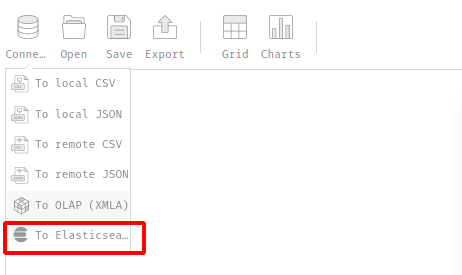 Conne… Open Save Export Grid Charts
To local CSV
To local JSON
To remote CSV
To remote JSON
To OLAP (XMLA)
To Elasticsea…